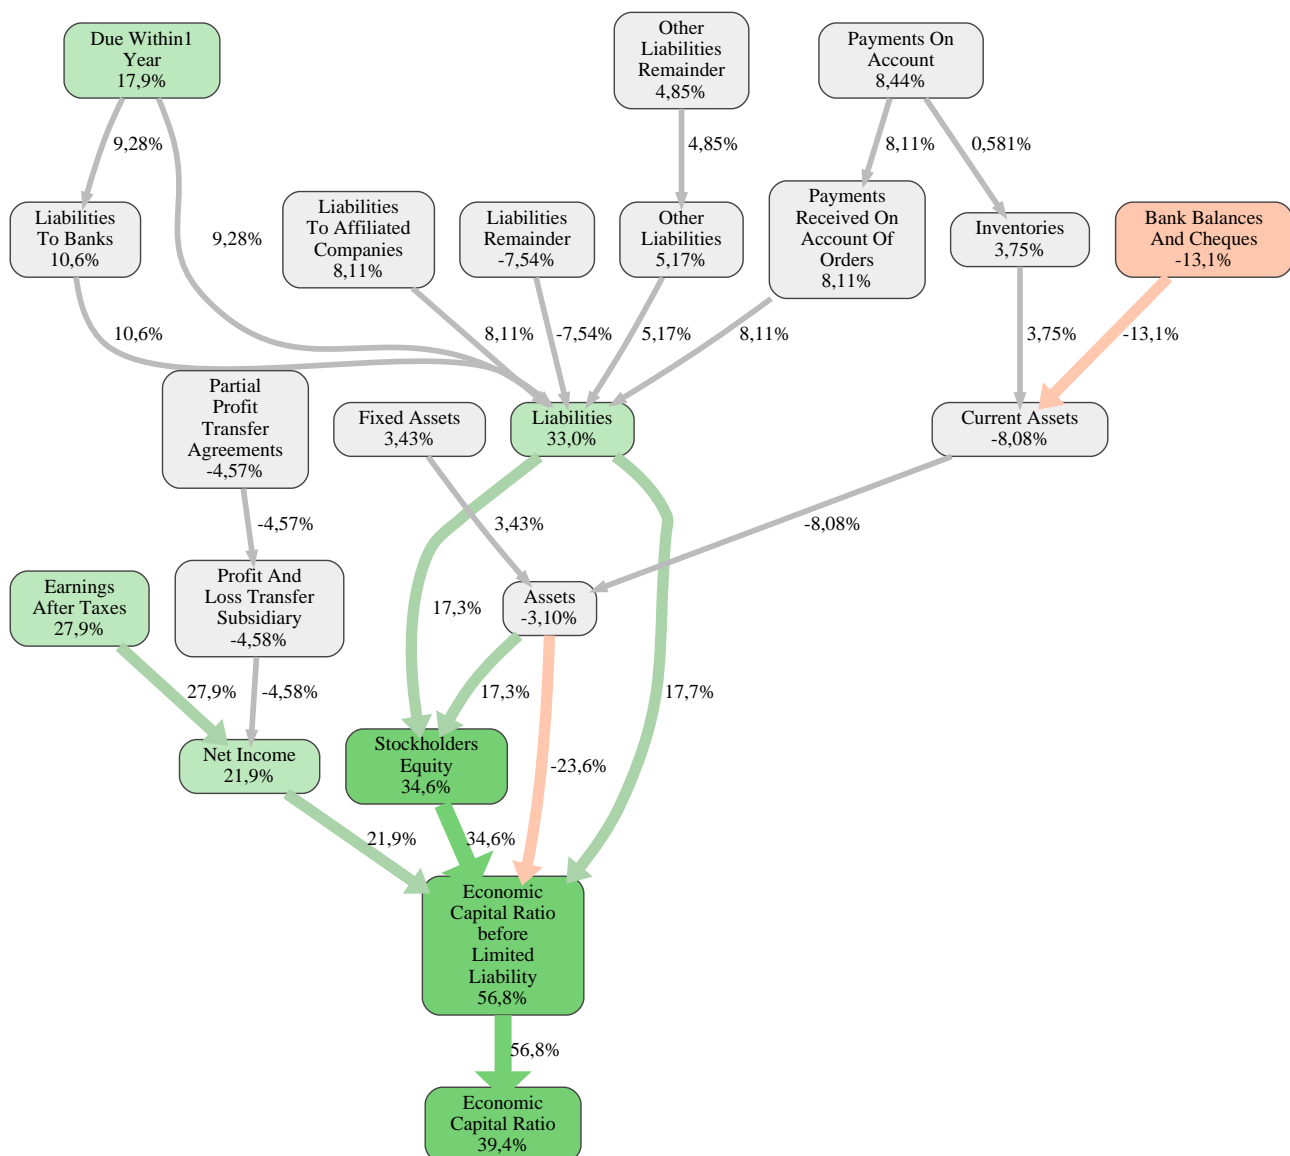 Due Within1
Year
17,9%
Other
Liabilities
Remainder
4,85%
Payments On
Account
8,44%
9,28%
4,85%
8,11%
0,581%
Liabilities
To Banks
10,6%
9,28%
Liabilities
To Affiliated
Companies
8,11%
Liabilities
Remainder
-7,54%
Other
Liabilities
5,17%
Payments
Received On
Account Of
Orders
8,11%
Inventories
3,75%
Bank Balances
And Cheques
-13,1%
10,6%
8,11%
-7,54%
5,17%
8,11%
3,75%
-13,1%
Partial
Profit
Transfer
Agreements
-4,57%
Fixed Assets
3,43%
Liabilities
33,0%
Current Assets
-8,08%
-4,57%
3,43%
-8,08%
Earnings
After Taxes
27,9%
Profit And
Loss Transfer
Subsidiary
-4,58%
17,3%
Assets
-3,10%
27,9%
-4,58%
17,3%
17,7%
Net Income
21,9%
Stockholders
Equity
34,6%
-23,6%
21,9%
34,6%
Economic
Capital Ratio
before
Limited
Liability
56,8%
56,8%
Economic
Capital Ratio
39,4%